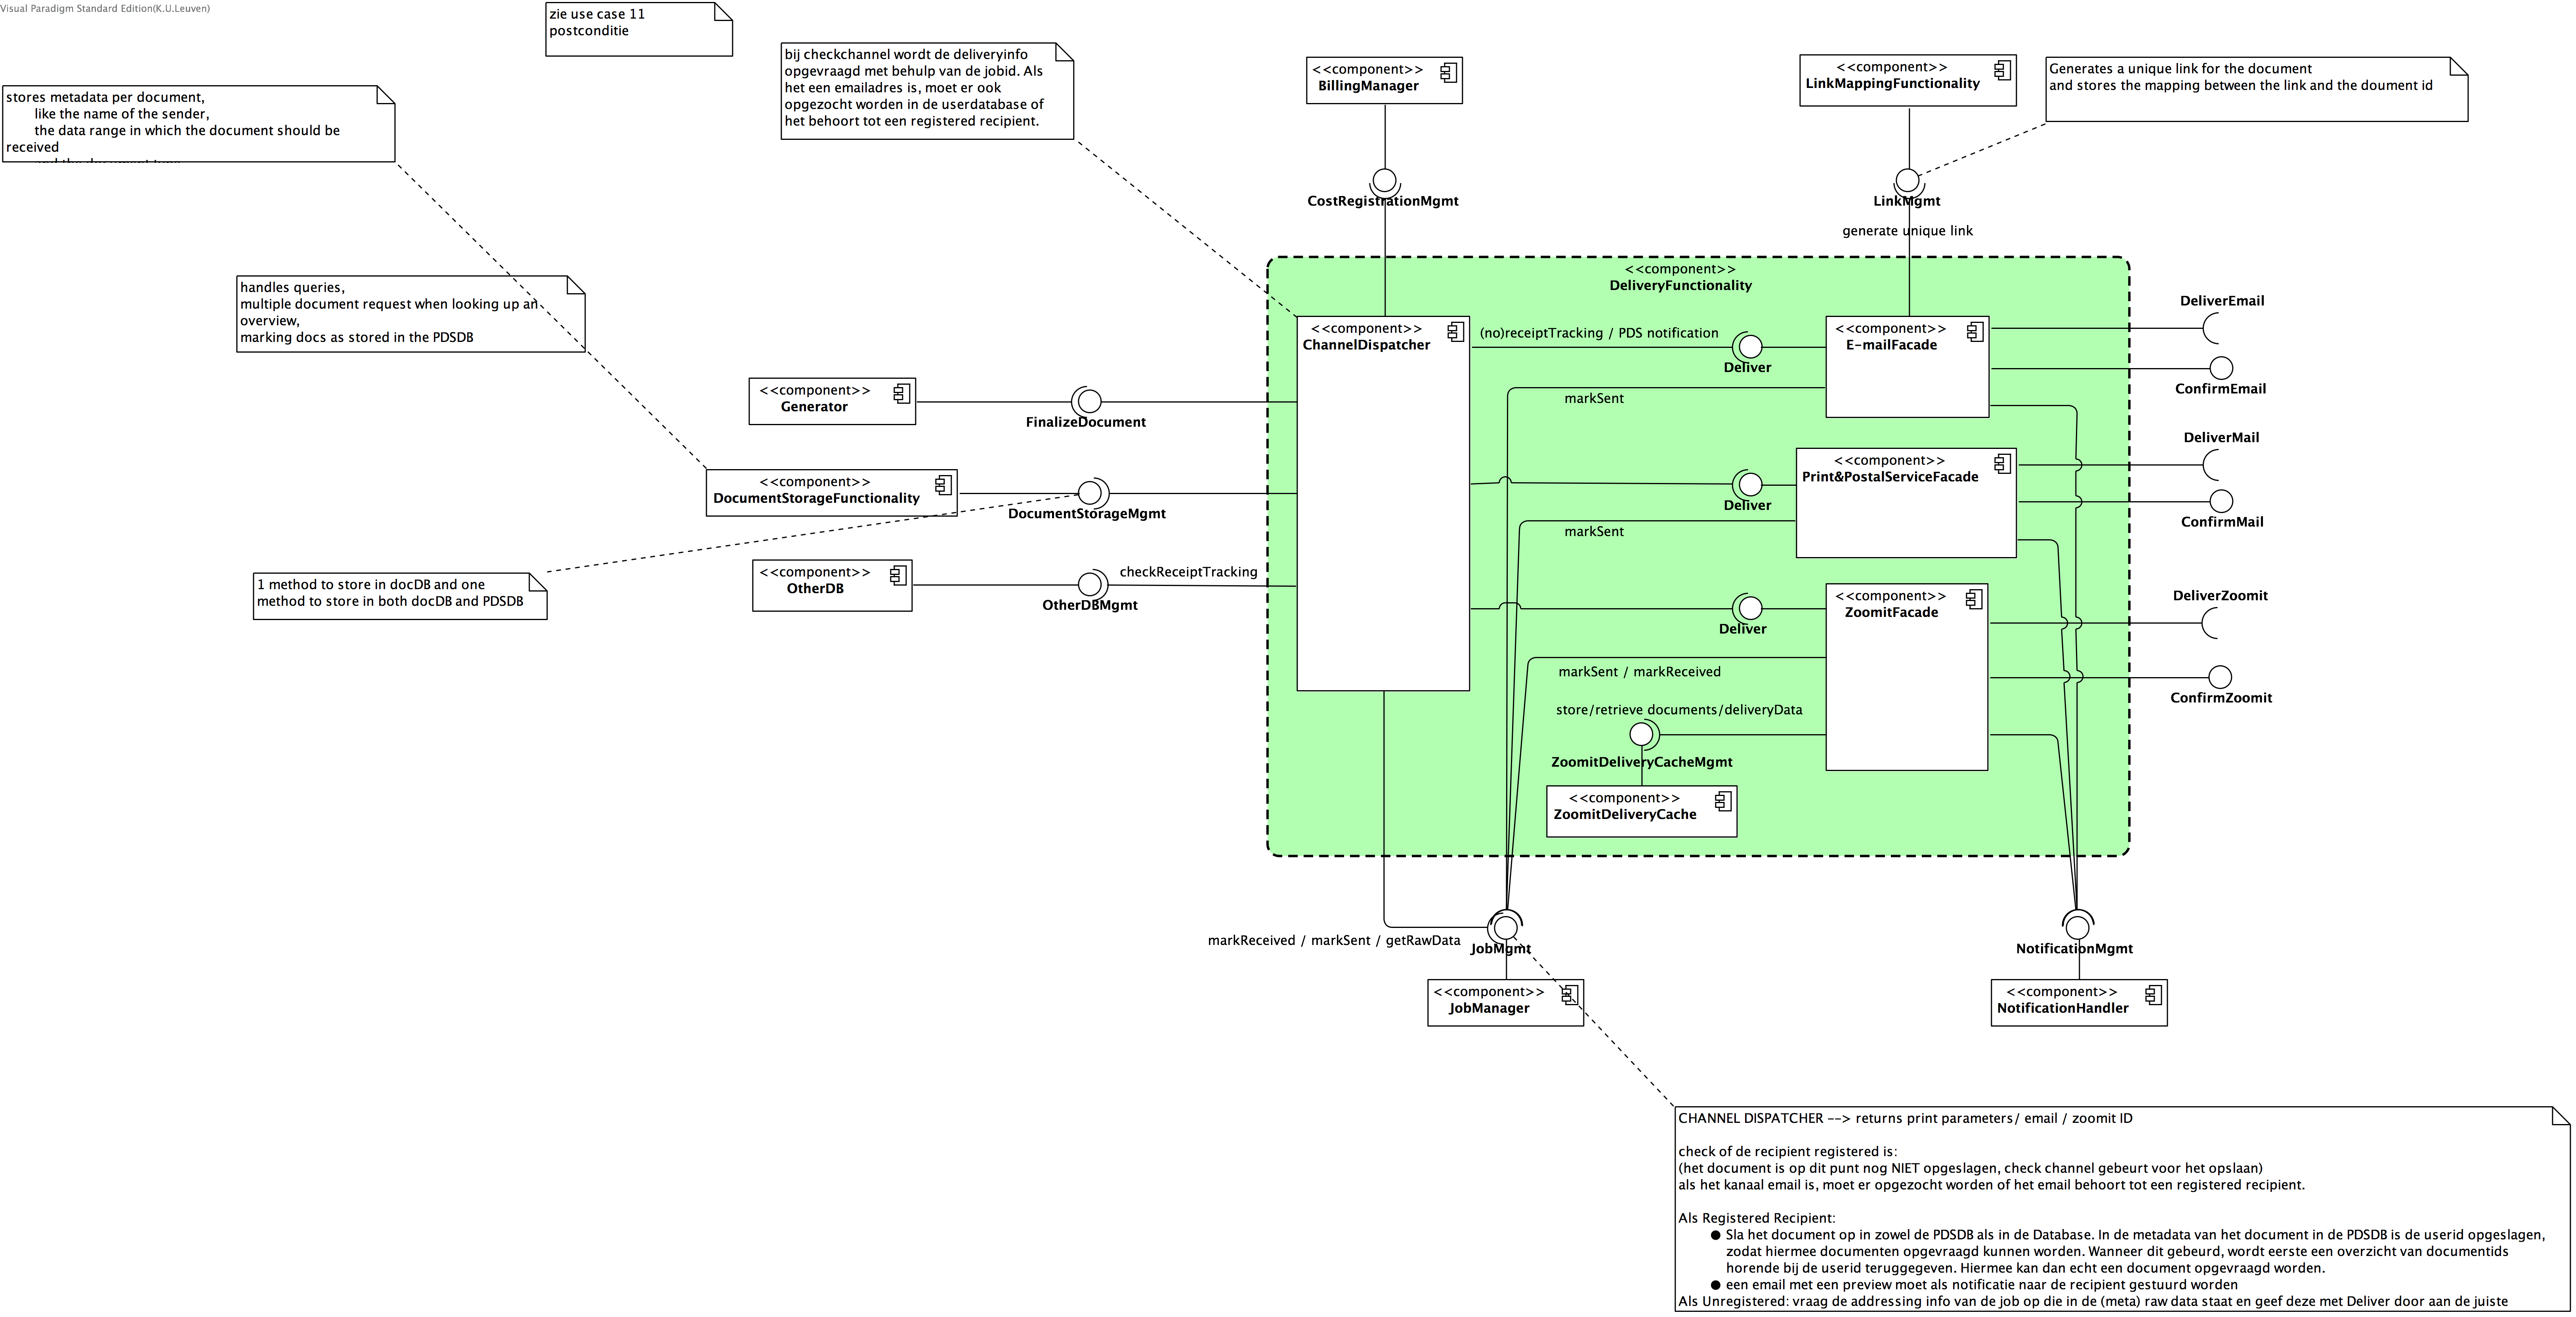 Visual Paradigm Standard Edition(K.U.Leuven)
zie use case 11
postconditie
stores metadata per document,
like the name of the sender,
the data range in which the document should be
received
bij checkchannel wordt de deliveryinfo
opgevraagd met behulp van de jobid. Als
het een emailadres is, moet er ook
opgezocht worden in de userdatabase of
het behoort tot een registered recipient.
<<component>>
BillingManager
<<component>>
LinkMappingFunctionality
Generates a unique link for the document
and stores the mapping between the link and the doument id
CostRegistrationMgmt
LinkMgmt
generate unique link
handles queries,
multiple document request when looking up an
overview,
marking docs as stored in the PDSDB
<<component>>
DeliveryFunctionality
<<component>>
ChannelDispatcher
(no)receiptTracking / PDS notification
Deliver
<<component>>
E-mailFacade
DeliverEmail
ConfirmEmail
markSent
<<component>>
Generator
FinalizeDocument
<<component>>
DocumentStorageFunctionality
DocumentStorageMgmt
Deliver
<<component>>
Print&PostalServiceFacade
DeliverMail
ConfirmMail
markSent
1 method to store in docDB and one
method to store in both docDB and PDSDB
<<component>>
OtherDB
OtherDBMgmt
checkReceiptTracking
Deliver
<<component>>
ZoomitFacade
DeliverZoomit
ConfirmZoomit
markSent / markReceived
store/retrieve documents/deliveryData
ZoomitDeliveryCacheMgmt
<<component>>
ZoomitDeliveryCache
markReceived / markSent / getRawData
JobMgmt
NotificationMgmt
<<component>>
JobManager
<<component>>
NotificationHandler
CHANNEL DISPATCHER --> returns print parameters/ email / zoomit ID
check of de recipient registered is:
(het document is op dit punt nog NIET opgeslagen, check channel gebeurt voor het opslaan)
als het kanaal email is, moet er opgezocht worden of het email behoort tot een registered recipient.
Als Registered Recipient:
● Sla het document op in zowel de PDSDB als in de Database. In de metadata van het document in de PDSDB is de userid opgeslagen,
zodat hiermee documenten opgevraagd kunnen worden. Wanneer dit gebeurd, wordt eerste een overzicht van documentids
horende bij de userid teruggegeven. Hiermee kan dan echt een document opgevraagd worden.
● een email met een preview moet als notificatie naar de recipient gestuurd worden
Als Unregistered: vraag de addressing info van de job op die in de (meta) raw data staat en geef deze met Deliver door aan de juiste